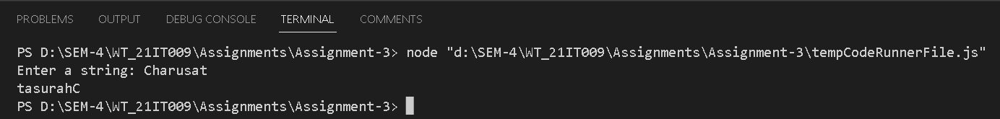 PROBLEMS OUTPUT DEBUG CONSOLE TERMINAL COMMENTS
PS D:\SEM-4\WT_21IT009\Assignments\Assignment-3> node "d:\SEM-4\WT_21IT009\Assignments\Assignment-3\tempCodeRunnerFile.js"
Enter a string: Charusat
tasurahC
PS D:\SEM-4\WT_21IT009\Assignments\Assignment-3>